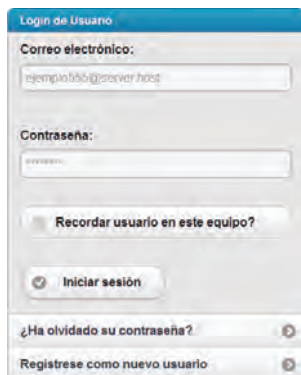 Login de Usuario
Correo electrónico:
ejemplo666@server.host
Contraseña:
********
Recordar usuario en este equipo?
Iniciar sesión
¿Ha olvidado su contraseña?
Registrese como nuevo usuario